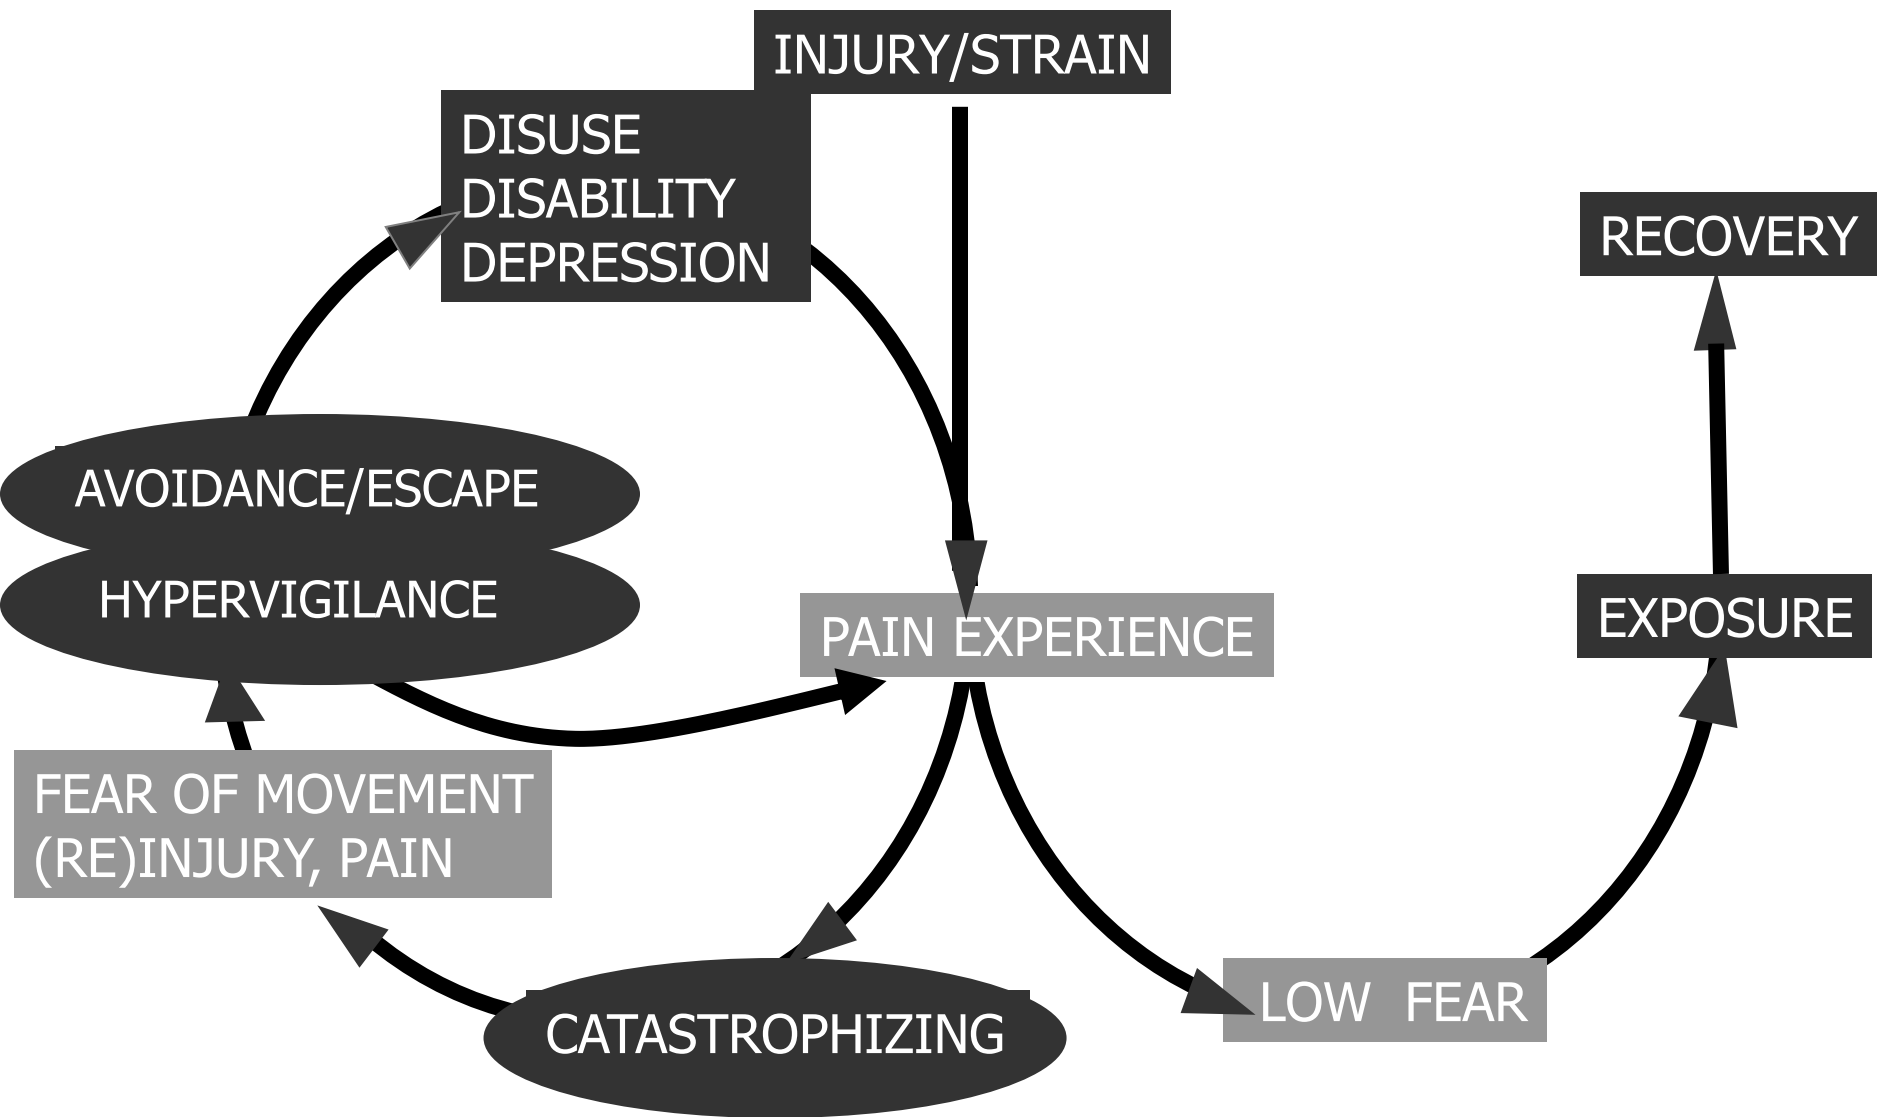 INJURY/STRAIN
DISUSE
DISABILITY
DEPRESSION
RECOVERY
AVOIDANCE/ESCAPE
HYPERVIGILANCE
PAIN EXPERIENCE
EXPOSURE
FEAR OF MOVEMENT
(RE)INJURY, PAIN
LOW FEAR
CATASTROPHIZING